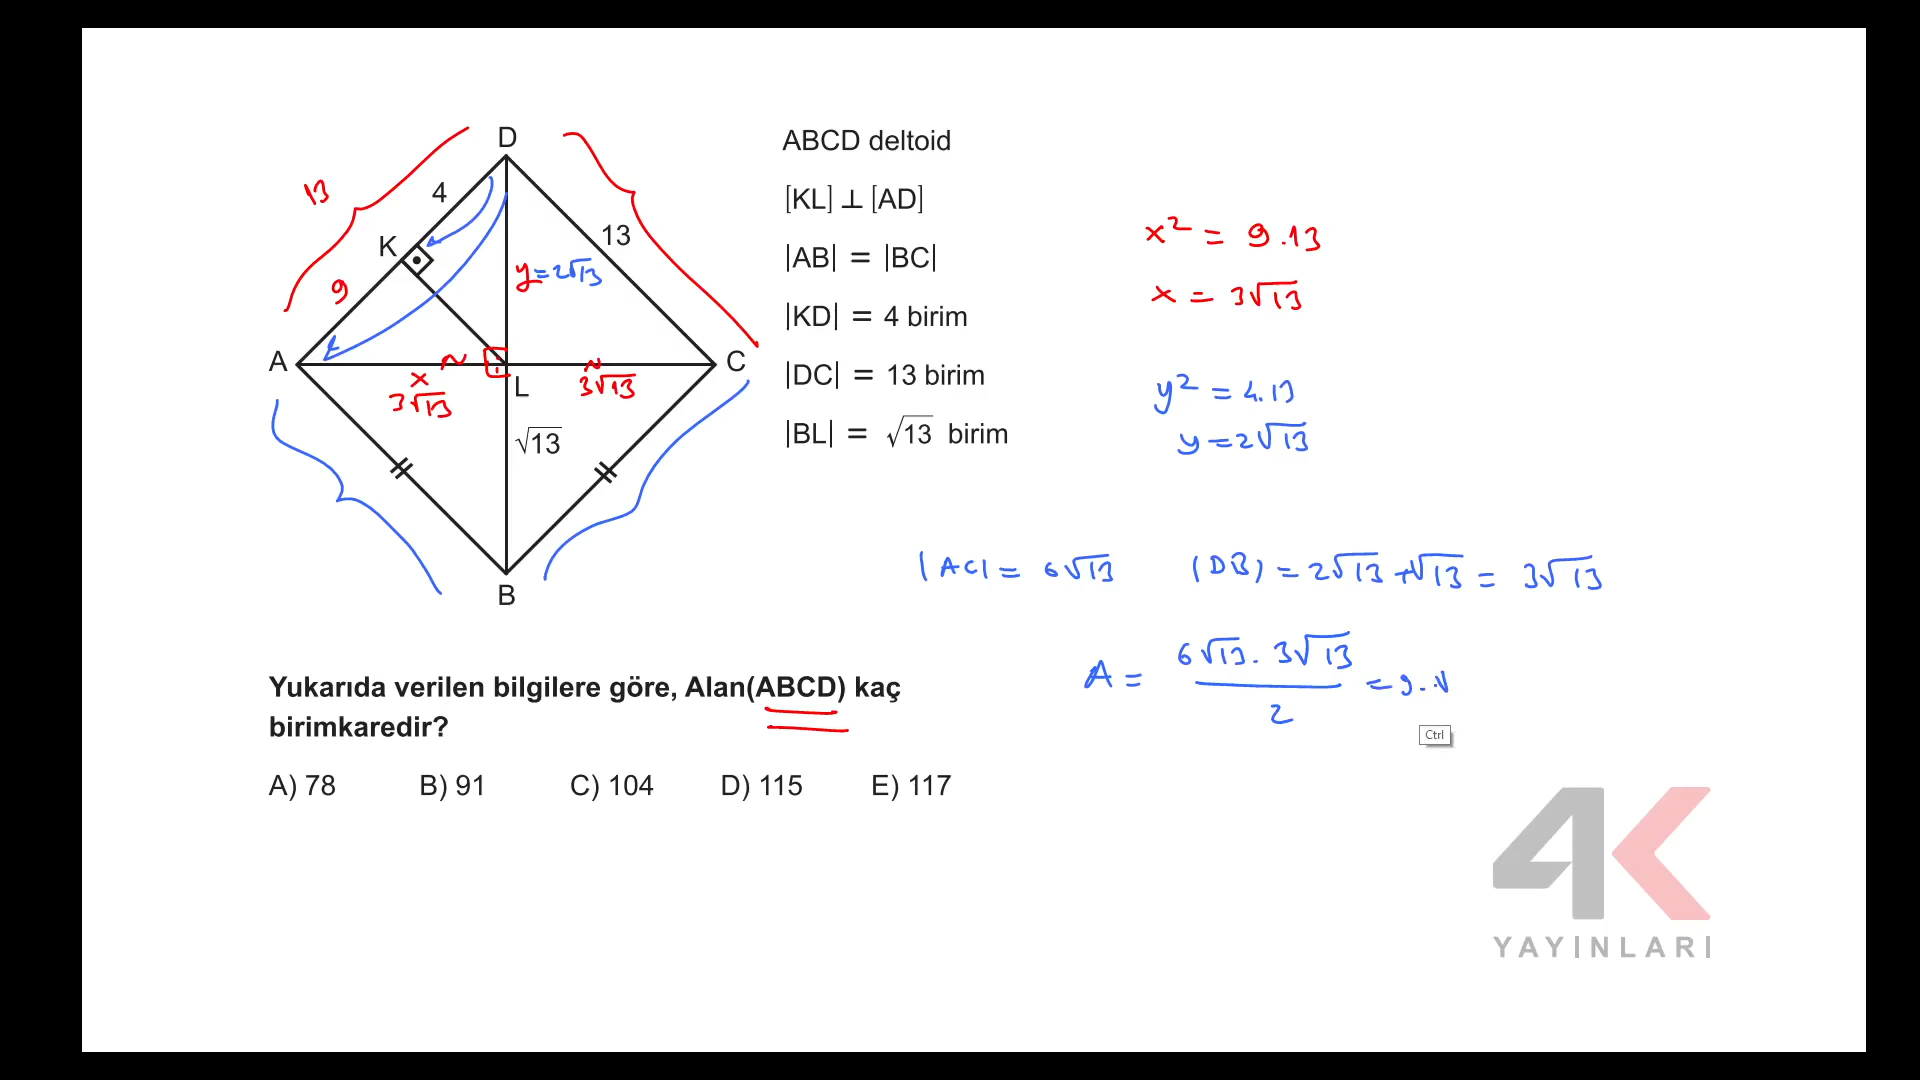 D
13
4
K
13
9
y=2√13
A
C
x
3√13
L
3√13
√13
B
ABCD deltoid
[KL] ⊥ [AD]
|AB| = |BC|
|KD| = 4 birim
|DC| = 13 birim
|BL| = √13 birim
x² = 9.13
x = 3√13
y² = 4.13
y = 2√13
|AC| = 6√13 |DB| = 2√13 + √13 = 3√13
A = 6√13 . 3√13 / 2 = 9.
Ctrl
Yukarıda verilen bilgilere göre, Alan(ABCD) kaç
birimkaredir?
A) 78 B) 91 C) 104 D) 115 E) 117
4K
YAYINLARI